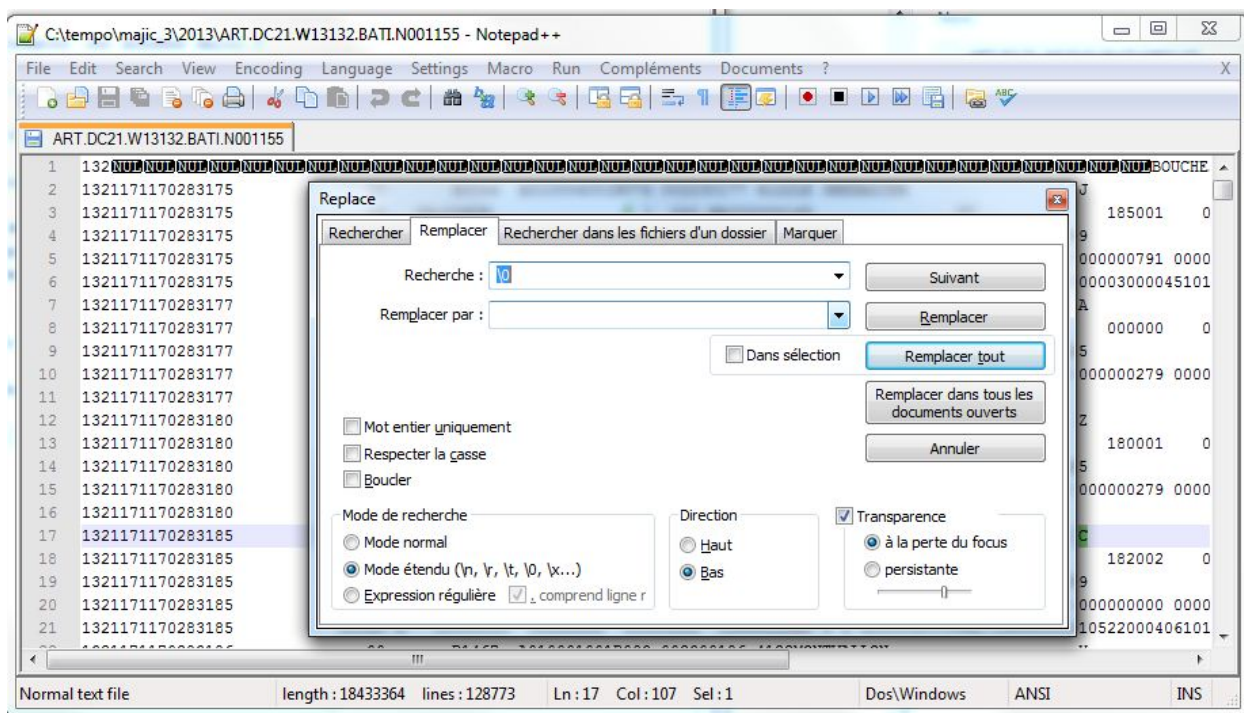 C:\tempo\majic_3\2013\ART.DC21.W13132.BATI.N001155 - Notepad++
File Edit Search View Encoding Language Settings Macro Run Compléments Documents ? X
ART.DC21.W13132.BATI.N001155
1 132NULNULNULNULNULNULNULNULNULNULNULNULNULNULNULNULNULNULNULNULNULNULNULNULNULNULNULNULNULNULNULNULBOUCHE
2 1321171170283175 J
3 1321171170283175 185001 0
4 1321171170283175 9
5 1321171170283175 000000791 0000
6 1321171170283175 00003000045101
7 1321171170283177 A
8 1321171170283177 000000 0
9 1321171170283177 5
10 1321171170283177 000000279 0000
11 1321171170283177
12 1321171170283180 Z
13 1321171170283180 180001 0
14 1321171170283180 5
15 1321171170283180 000000279 0000
16 1321171170283180
17 1321171170283185 C
18 1321171170283185 182002 0
19 1321171170283185 9
20 1321171170283185 000000000 0000
21 1321171170283185 10522000406101
Replace
Rechercher Remplacer Rechercher dans les fichiers d'un dossier Marquer
Recherche : \0 Suivant
Remplacer par : Remplacer
Dans sélection Remplacer tout
Remplacer dans tous les documents ouverts
Mot entier uniquement
Respecter la casse Annuler
Boucler
Mode de recherche Direction Transparence
Mode normal Haut à la perte du focus
Mode étendu (\n, \r, \t, \0, \x...) Bas persistante
Expression régulière . comprend ligne r
Normal text file length : 18433364 lines : 128773 Ln : 17 Col : 107 Sel : 1 Dos\Windows ANSI INS